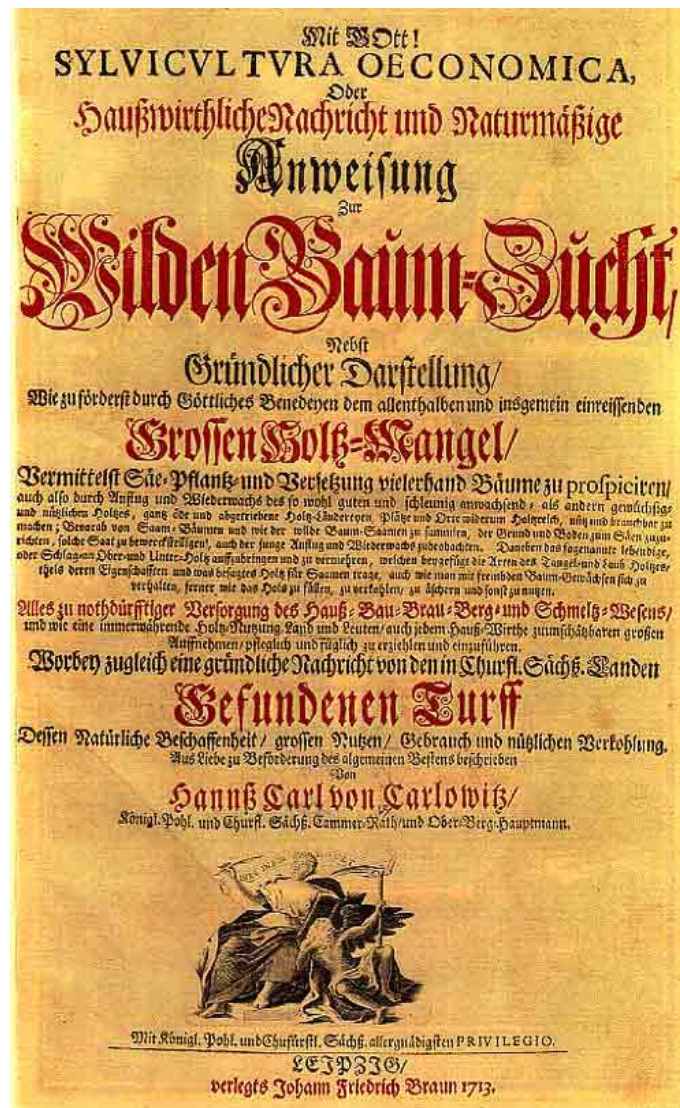 Mit GOtt!
SYLVICVLTVRA OECONOMICA,
Oder
Haußwirthliche Nachricht und Naturmäßige
Anweisung
Zur
Wilden Baum-Zucht,
Nebst
Gründlicher Darstellung/
Wie zu förderst durch Göttliches Benedeyen dem allenthalben und insgemein einreissenden
Grossen Holtz-Mangel/
Vermittelst Säe-Pflantz-und Versetzung vielerhand Bäume zu prospiciren/
auch also durch Anflug und Wiederwachs des so wohl guten und schleunig anwachsend, als andern gewüchsig-
und nützlichen Holtzes, gantz öde und abgetriebene Holtz-Ländereyen, Plätze und Orte widerum Holtzreich, nütz und brauchbar zu
machen; Bevorab von Saam-Bäumen und wie der wilde Baum-Saamen zu sammlen, der Grund und Boden zum Säen zuzu-
richten, solche Saat zu bewerckstelligen, auch der junge Anflug und Wiederwachs zubeobachten. Daneben das sogenannte lebendige,
oder Schlag-an Ober-und Unter-Holtz auffzubringen und zu vermehren, welchen beygefügt die Arten des Tangel-und Laub-Holtzes,
theils deren Eigenschafften und was besagtes Holtz für Saamen trage, auch wie man mit frembden Baum-Gewächsen sich zu
verhalten, ferner wie das Holtz zu fällen, zu verkohlen, zu äschern und sonst zu nutzen.
Alles zu nothdürfftiger Versorgung des Hauß-Bau-Brau-Berg-und Schmeltz-Wesens/
und wie eine immerwährende Holtz-Nutzung Land und Leuten/ auch jedem Hauß-Wirthe zu unschätzbaren großen
Auffnehmen/ pfleglich und füglich zu erziehlen und einzuführen.
Worbey zugleich eine gründliche Nachricht von den in Churfl. Sächß. Landen
Gefundenen Turff
Dessen Natürliche Beschaffenheit/ grossen Nutzen/ Gebrauch und nützlichen Verkohlung.
Aus Liebe zu Beförderung des algemeinen Bestens beschrieben
Von
Hannß Carl von Carlowitz/
Königl. Pohl. und Churfl. Sächß. Cammer-Rath/ und Ober-Berg-Hauptmann.
Mit Königl. Pohl. und Chufürstl. Sächß. allergnädigsten PRIVILEGIO.
LEIPZIG/
verlegts Johann Friedrich Braun 1713.